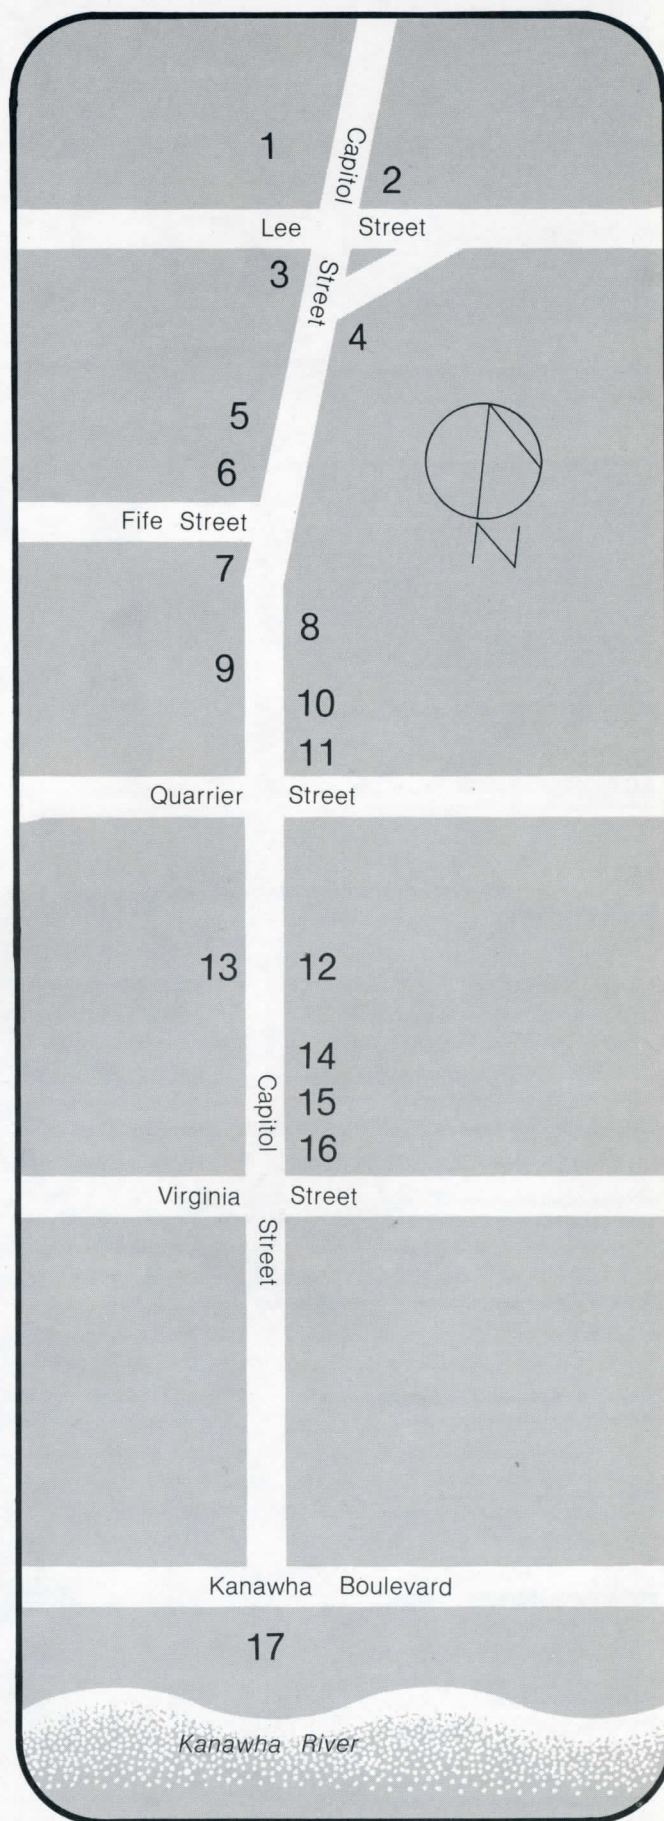 Capitol
1
2
Lee Street
3
Street
4
5
6
N
Fife Street
7
8
9
10
11
Quarrier Street
13 12
14
Capitol
15
16
Virginia Street
Street
Kanawha Boulevard
17
Kanawha River